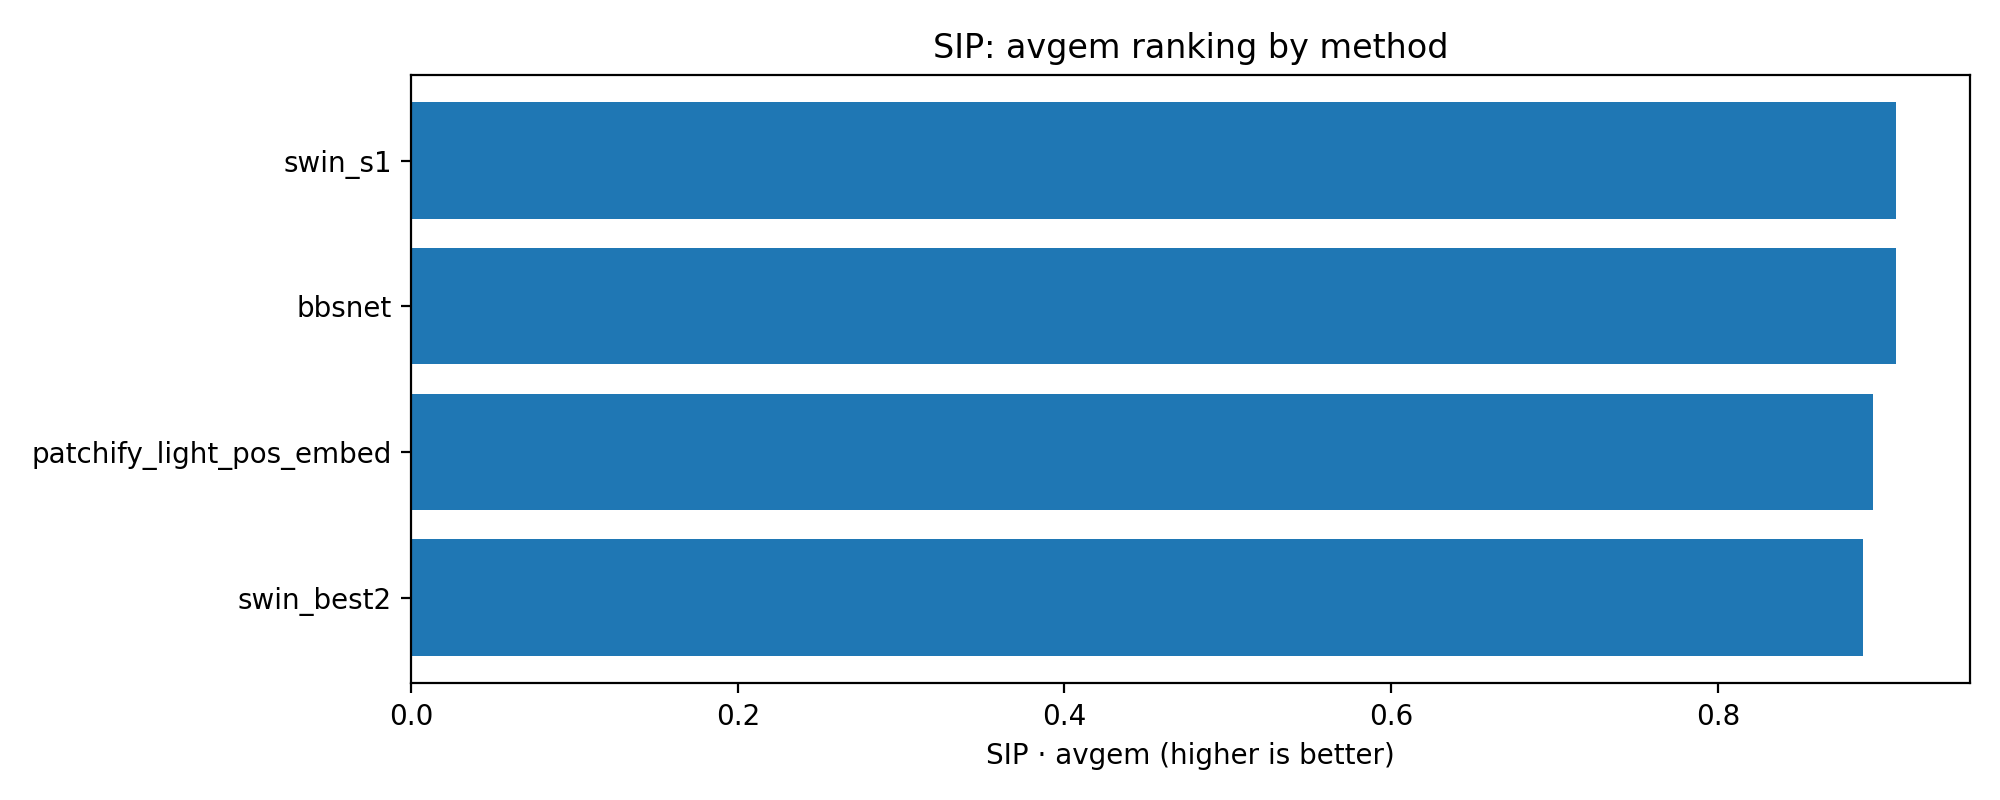 SIP: avgem ranking by method
swin_s1
bbsnet
patchify_light_pos_embed
swin_best2
0.0 0.2 0.4 0.6 0.8
SIP · avgem (higher is better)